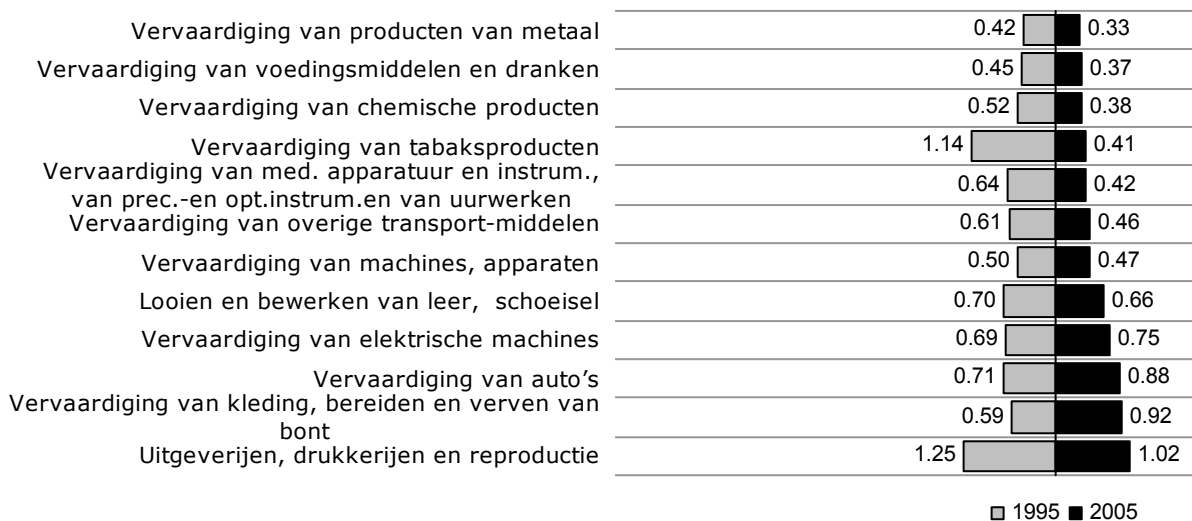 Vervaardiging van producten van metaal 0.42 0.33
Vervaardiging van voedingsmiddelen en dranken 0.45 0.37
Vervaardiging van chemische producten 0.52 0.38
Vervaardiging van tabaksproducten 1.14 0.41
Vervaardiging van med. apparatuur en instrum.,
van prec.-en opt.instrum.en van uurwerken 0.64 0.42
Vervaardiging van overige transport-middelen 0.61 0.46
Vervaardiging van machines, apparaten 0.50 0.47
Looien en bewerken van leer, schoeisel 0.70 0.66
Vervaardiging van elektrische machines 0.69 0.75
Vervaardiging van auto's 0.71 0.88
Vervaardiging van kleding, bereiden en verven van
bont 0.59 0.92
Uitgeverijen, drukkerijen en reproductie 1.25 1.02
1995 2005